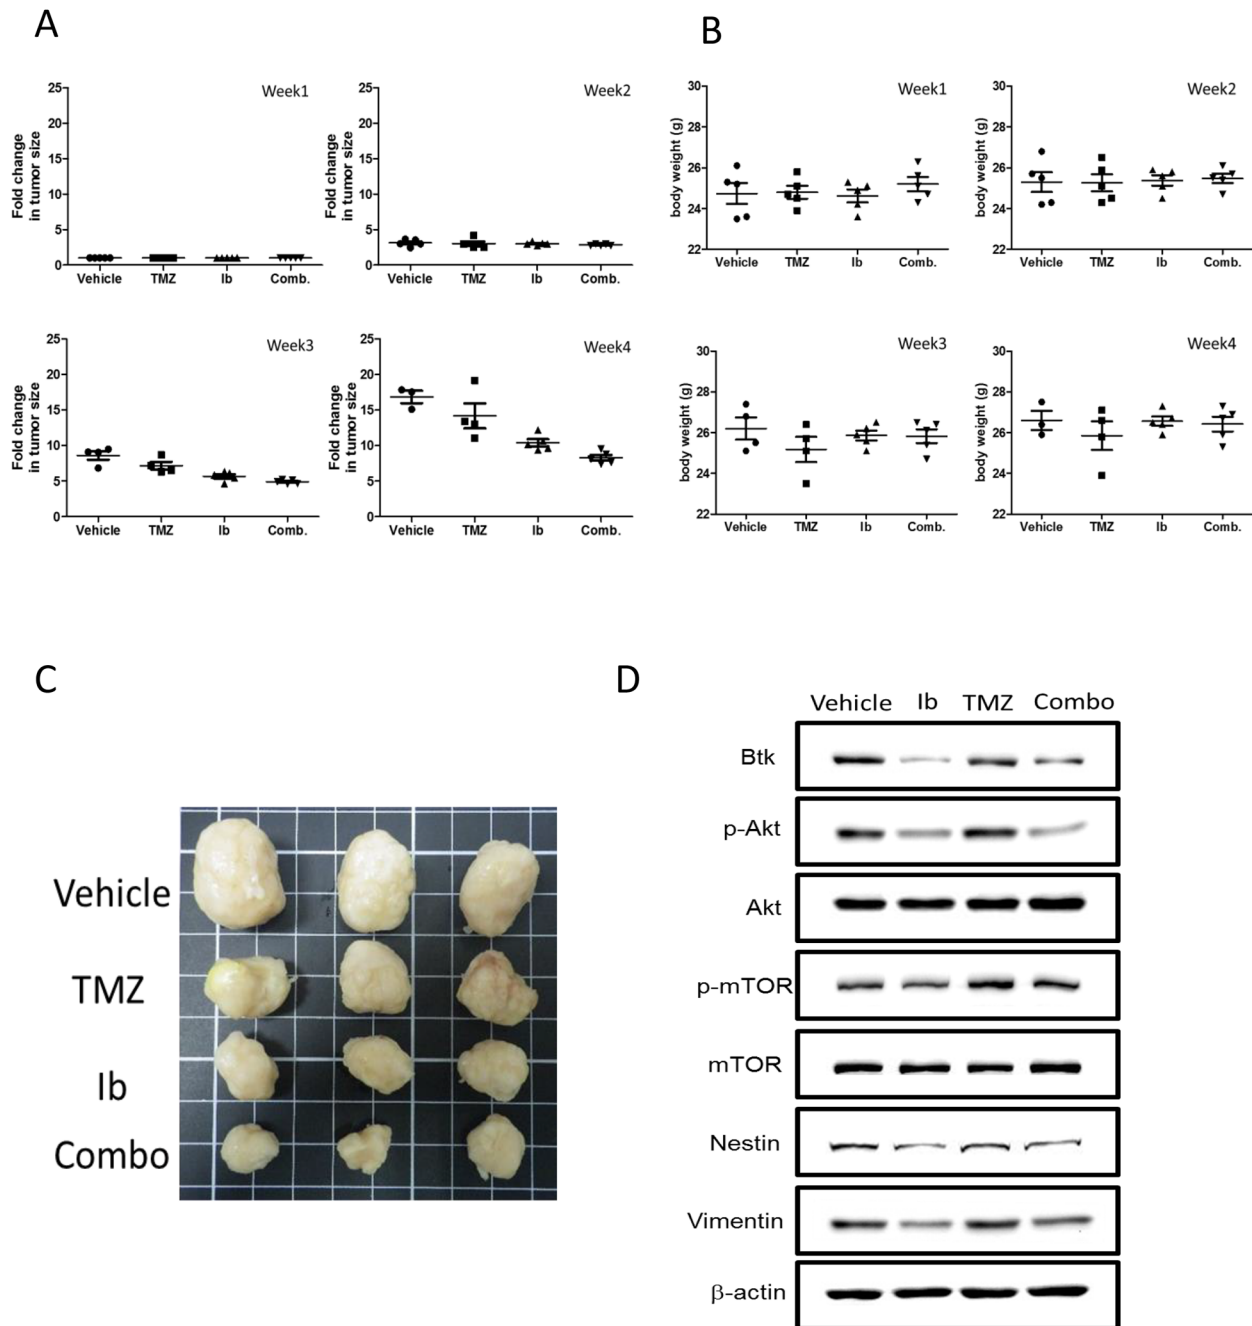 A
B
Fold change
in tumor size
25
20
15
10
5
0
Week1
Vehicle TMZ Ib Comb.
Fold change
in tumor size
25
20
15
10
5
0
Week2
Vehicle TMZ Ib Comb.
body weight (g)
30
28
26
24
22
Week1
Vehicle TMZ Ib Comb.
body weight (g)
30
28
26
24
22
Week2
Vehicle TMZ Ib Comb.
Fold change
in tumor size
25
20
15
10
5
0
Week3
Vehicle TMZ Ib Comb.
Fold change
in tumor size
25
20
15
10
5
0
Week4
Vehicle TMZ Ib Comb.
body weight (g)
30
28
26
24
22
Week3
Vehicle TMZ Ib Comb.
body weight (g)
30
28
26
24
22
Week4
Vehicle TMZ Ib Comb.
C
Vehicle
TMZ
Ib
Combo
D
Vehicle Ib TMZ Combo
Btk
p-Akt
Akt
p-mTOR
mTOR
Nestin
Vimentin
β-actin